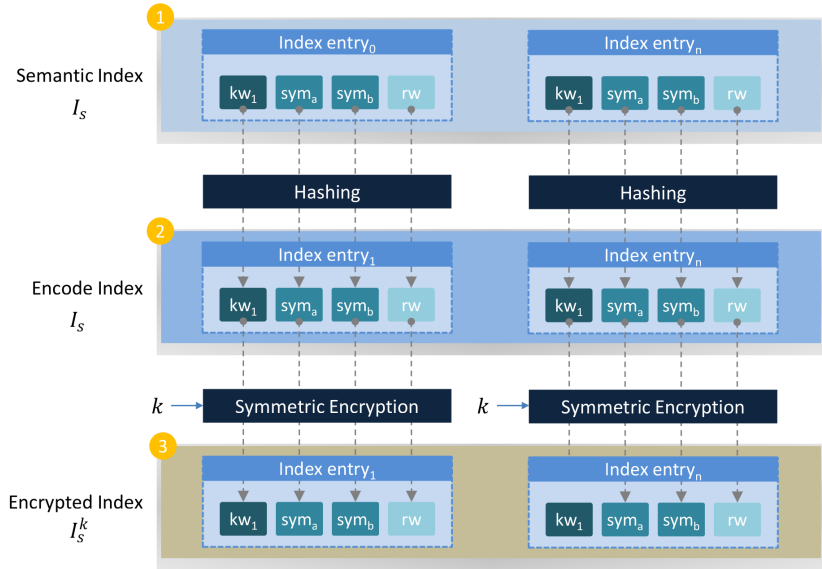 1
Index entry0 Index entryn
Semantic Index
Is
kw1 syma symb rw kw1 syma symb rw
Hashing Hashing
2
Index entry1 Index entryn
Encode Index
Is
kw1 syma symb rw kw1 syma symb rw
k Symmetric Encryption k Symmetric Encryption
3
Index entry1 Index entryn
Encrypted Index
Isk
kw1 syma symb rw kw1 syma symb rw